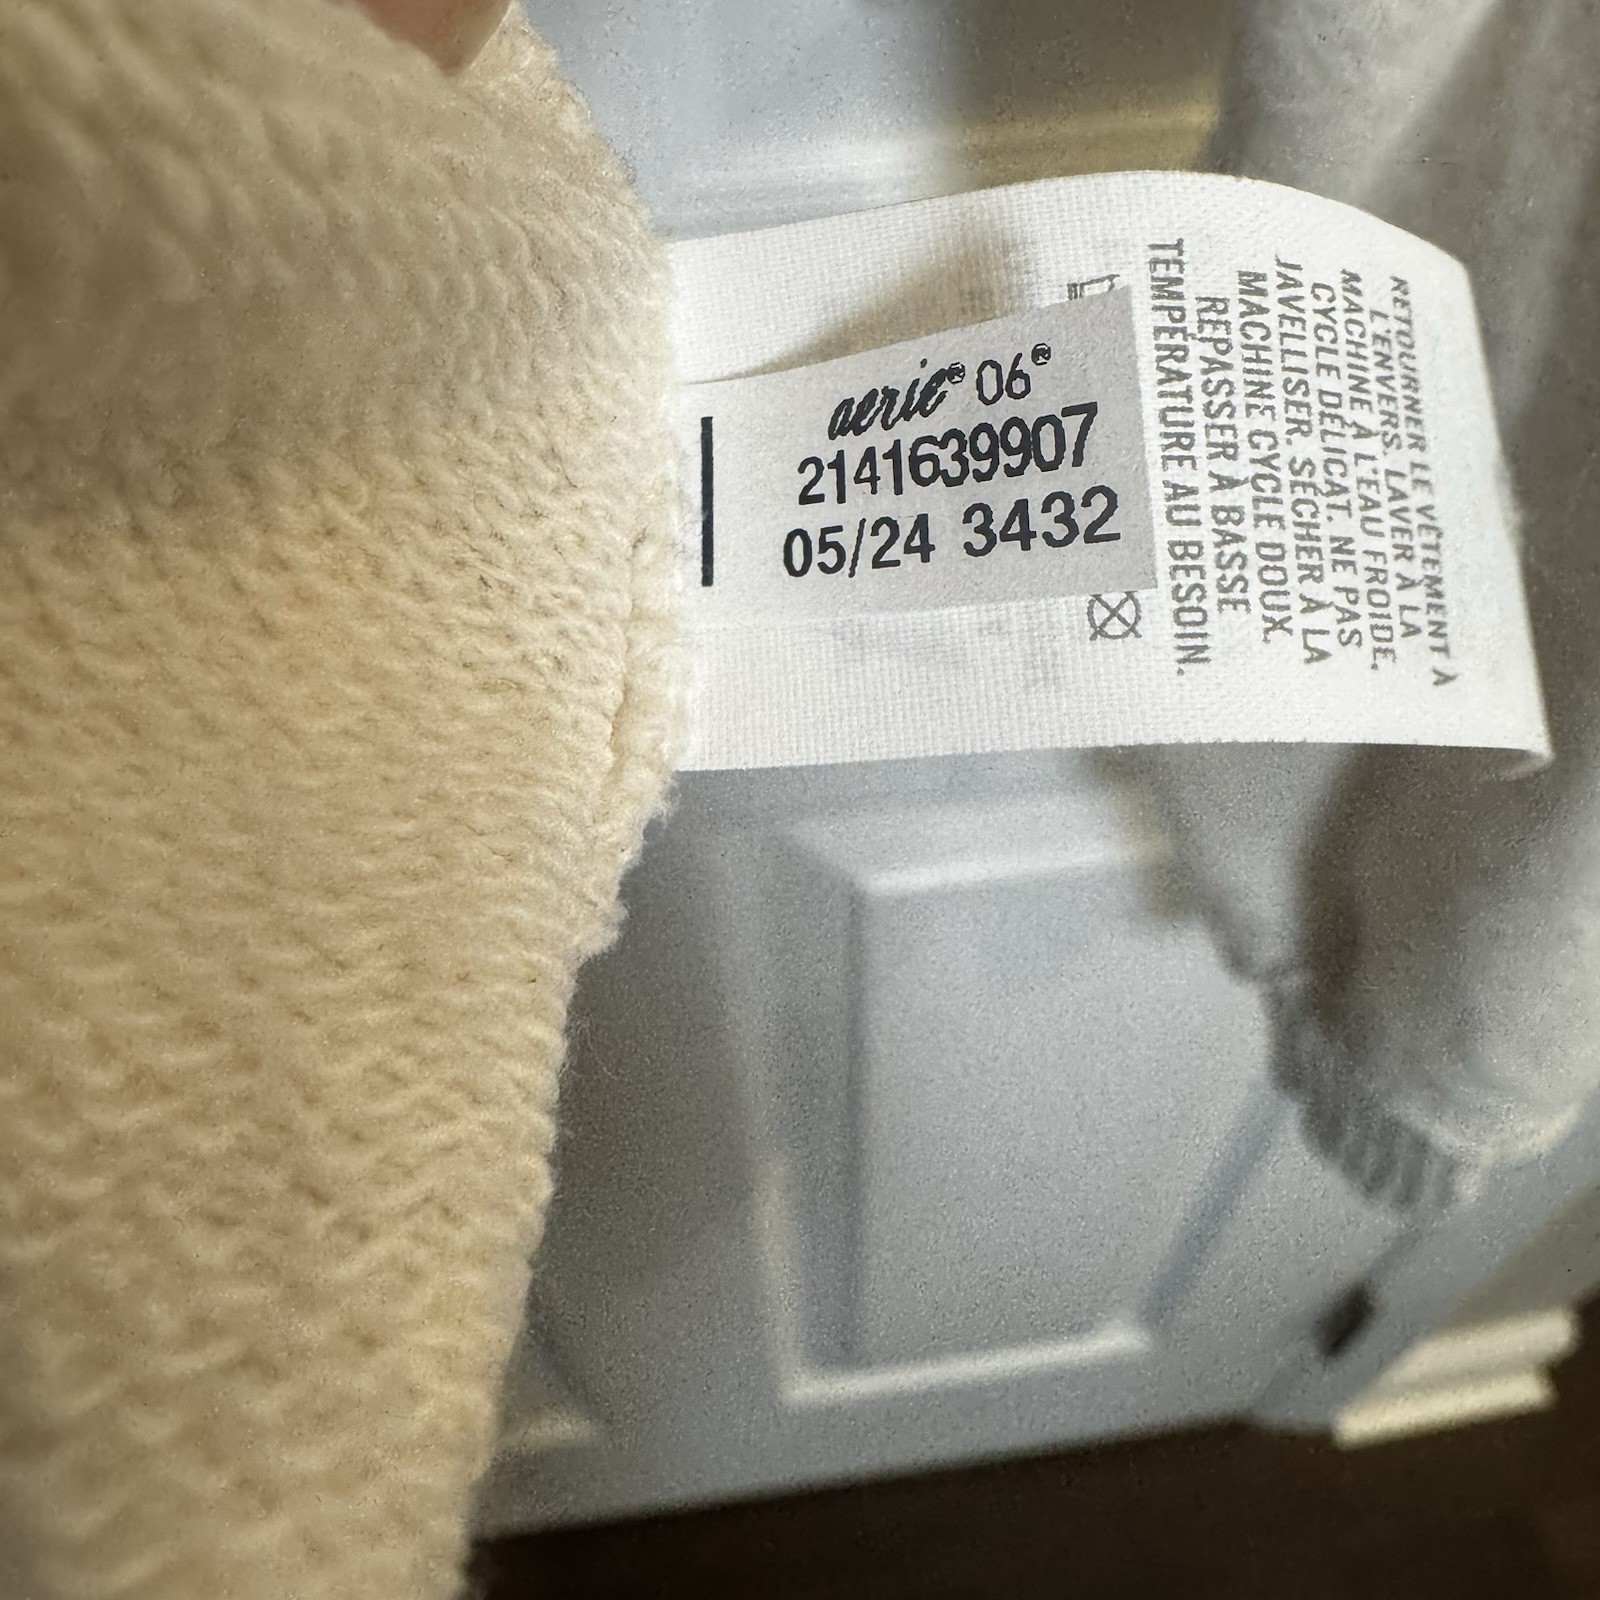 aerie® 06®
2141639907
05/24 3432
RETOURNER LE VÊTEMENT À
L'ENVERS. LAVER À LA
MACHINE À L'EAU FROIDE,
CYCLE DÉLICAT. NE PAS
JAVELLISER. SÉCHER À LA
MACHINE CYCLE DOUX.
REPASSER À BASSE
TEMPÉRATURE AU BESOIN.